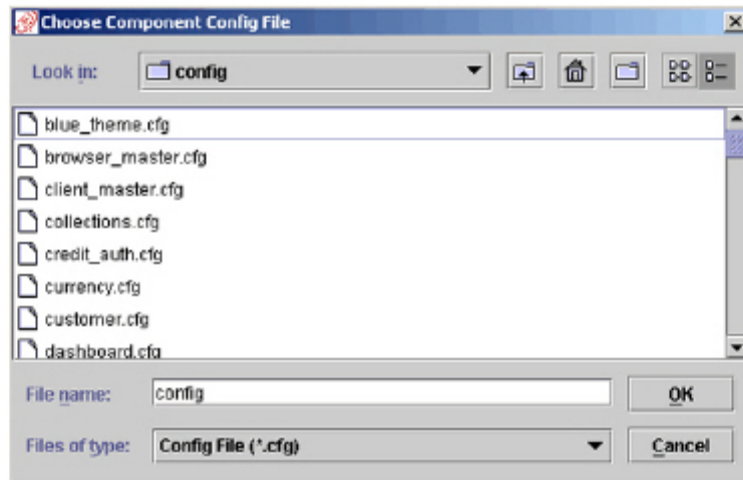 Choose Component Config File
Look in: config
blue_theme.cfg
browser_master.cfg
client_master.cfg
collections.cfg
credit_auth.cfg
currency.cfg
customer.cfg
dashboard.cfg
File name: config OK
Files of type: Config File (*.cfg) Cancel